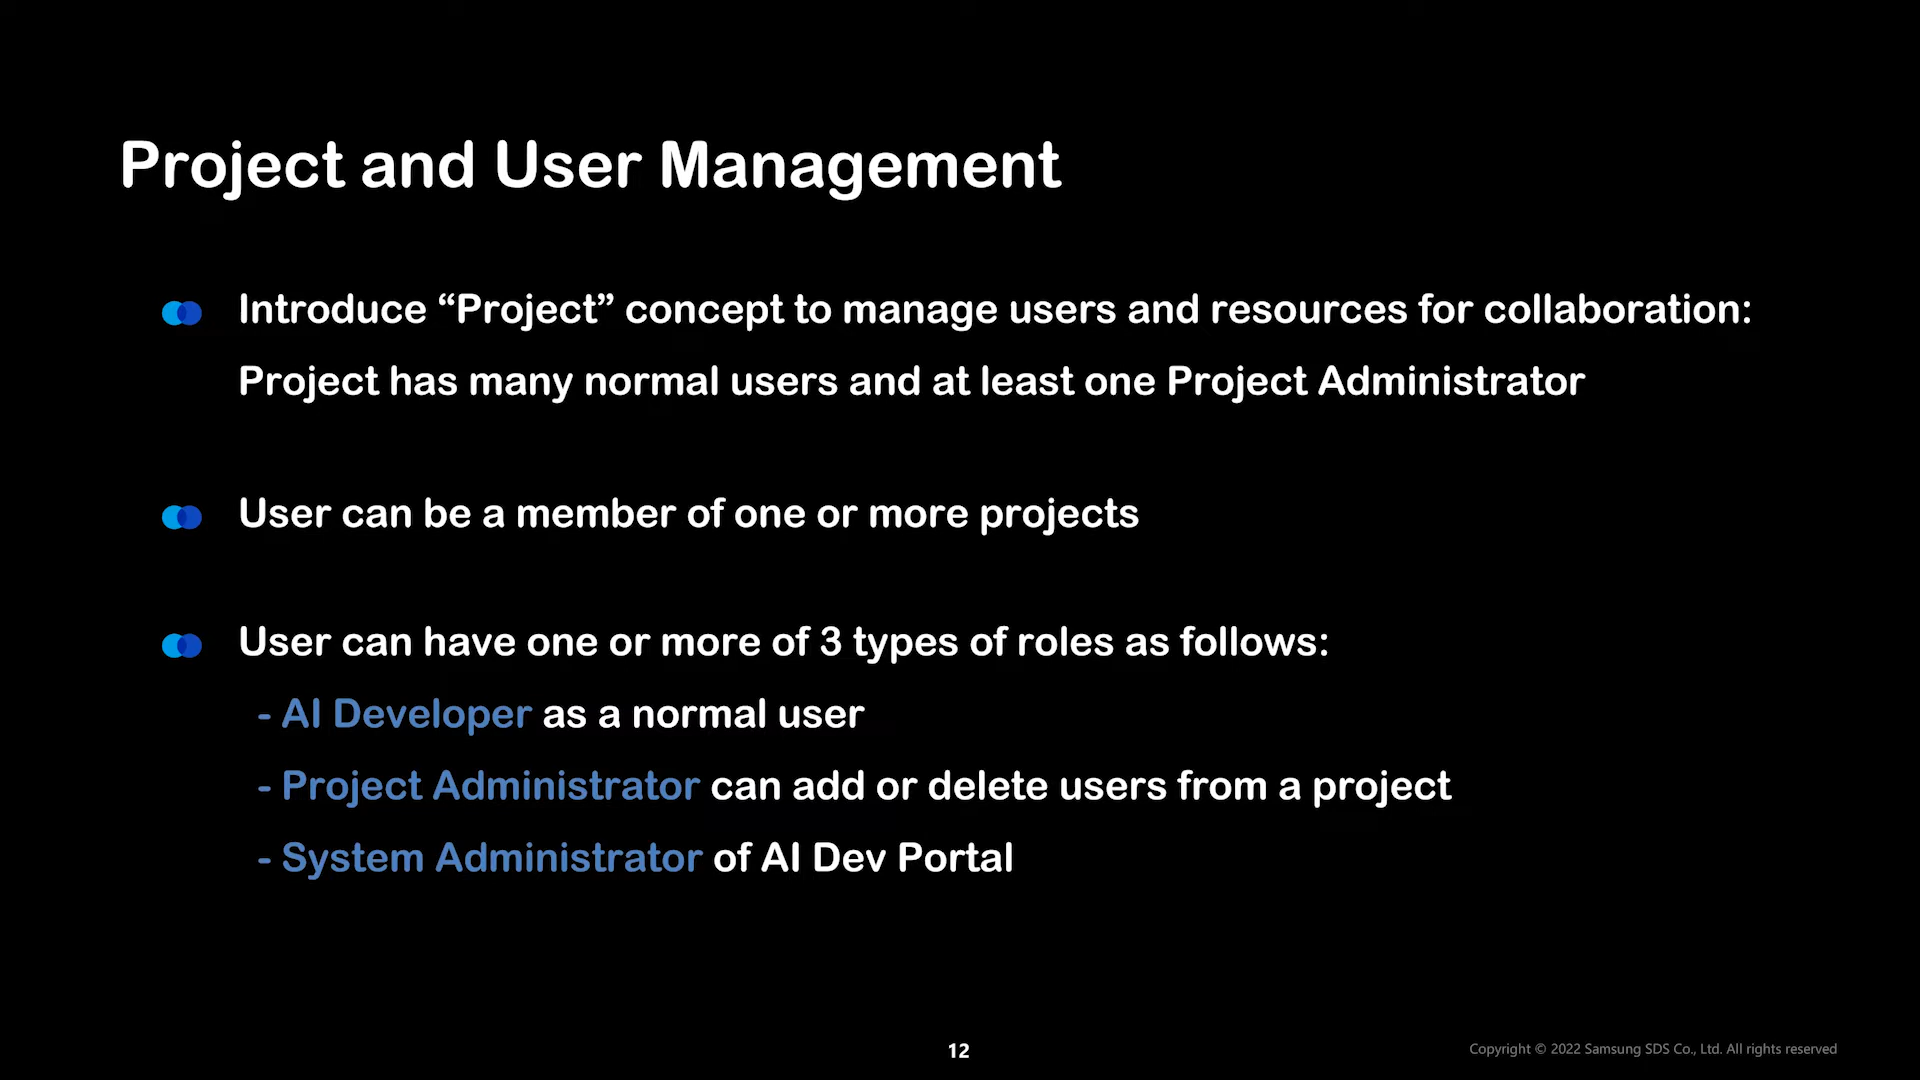 Project and User Management
Introduce “Project” concept to manage users and resources for collaboration:
Project has many normal users and at least one Project Administrator
User can be a member of one or more projects
User can have one or more of 3 types of roles as follows:
- AI Developer as a normal user
- Project Administrator can add or delete users from a project
- System Administrator of AI Dev Portal
12
Copyright © 2022 Samsung SDS Co., Ltd. All rights reserved